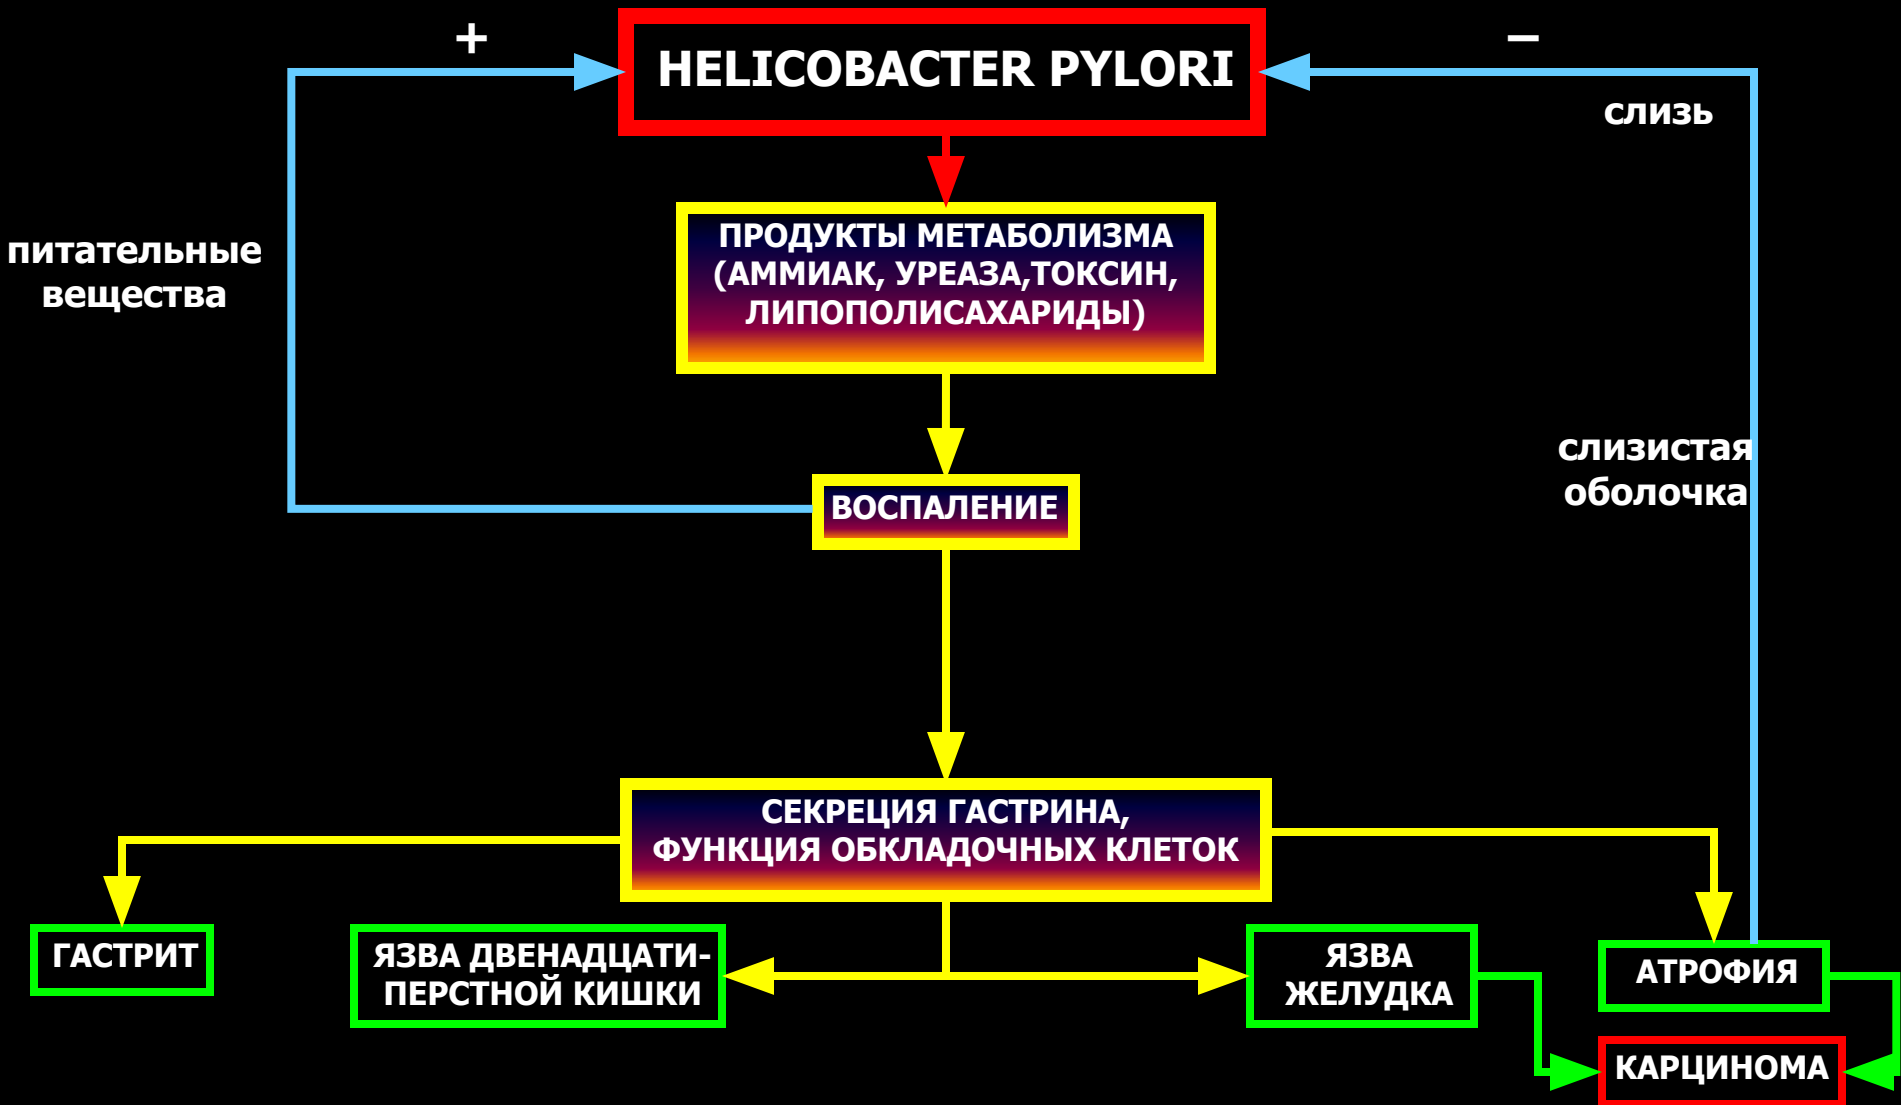 +
HELICOBACTER PYLORI
–
слизь
ПРОДУКТЫ МЕТАБОЛИЗМА
(АММИАК, УРЕАЗА,ТОКСИН,
ЛИПОПОЛИСАХАРИДЫ)
питательные
вещества
слизистая
оболочка
ВОСПАЛЕНИЕ
СЕКРЕЦИЯ ГАСТРИНА,
ФУНКЦИЯ ОБКЛАДОЧНЫХ КЛЕТОК
ГАСТРИТ
ЯЗВА ДВЕНАДЦАТИ-
ПЕРСТНОЙ КИШКИ
ЯЗВА
ЖЕЛУДКА
АТРОФИЯ
КАРЦИНОМА